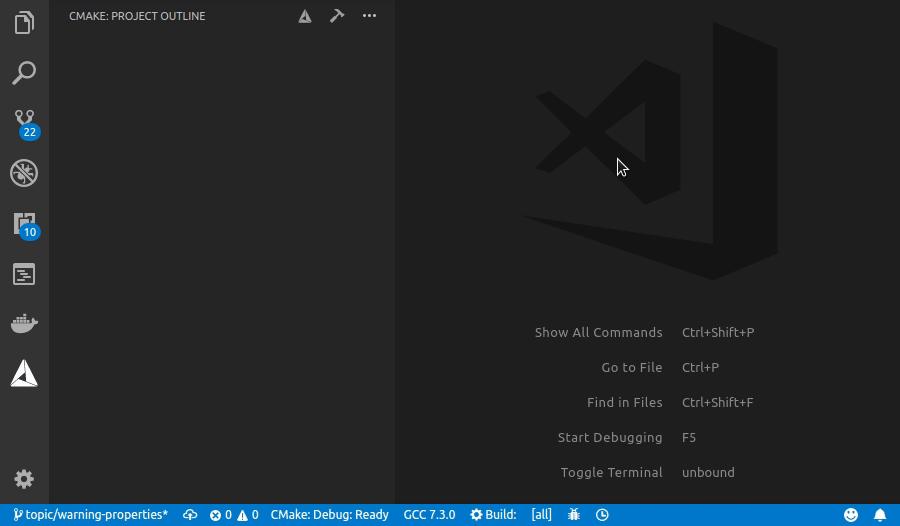 CMAKE: PROJECT OUTLINE
22
10
Show All Commands Ctrl+Shift+P
Go to File Ctrl+P
Find in Files Ctrl+Shift+F
Start Debugging F5
Toggle Terminal unbound
topic/warning-properties* 0 0 CMake: Debug: Ready GCC 7.3.0 Build: [all]